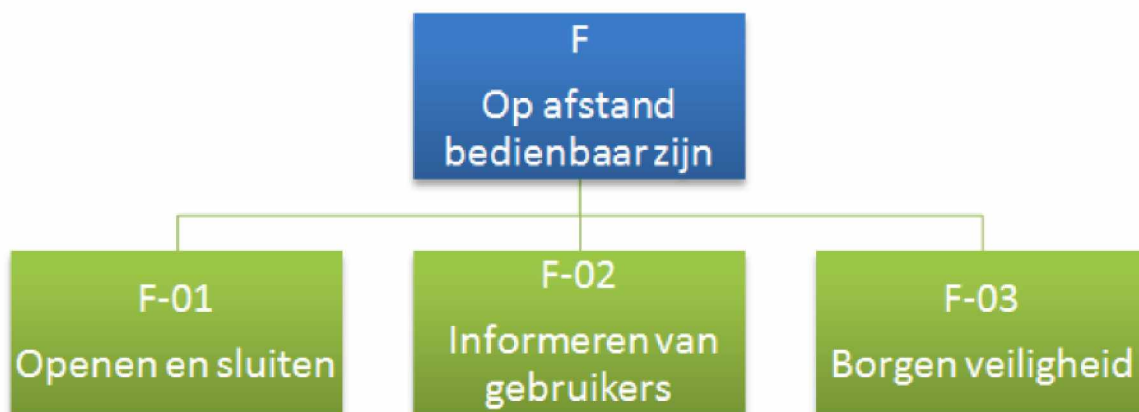 F
Op afstand
bedienbaar zijn
F-01
Openen en sluiten
F-02
Informeren van
gebruikers
F-03
Borgen veiligheid